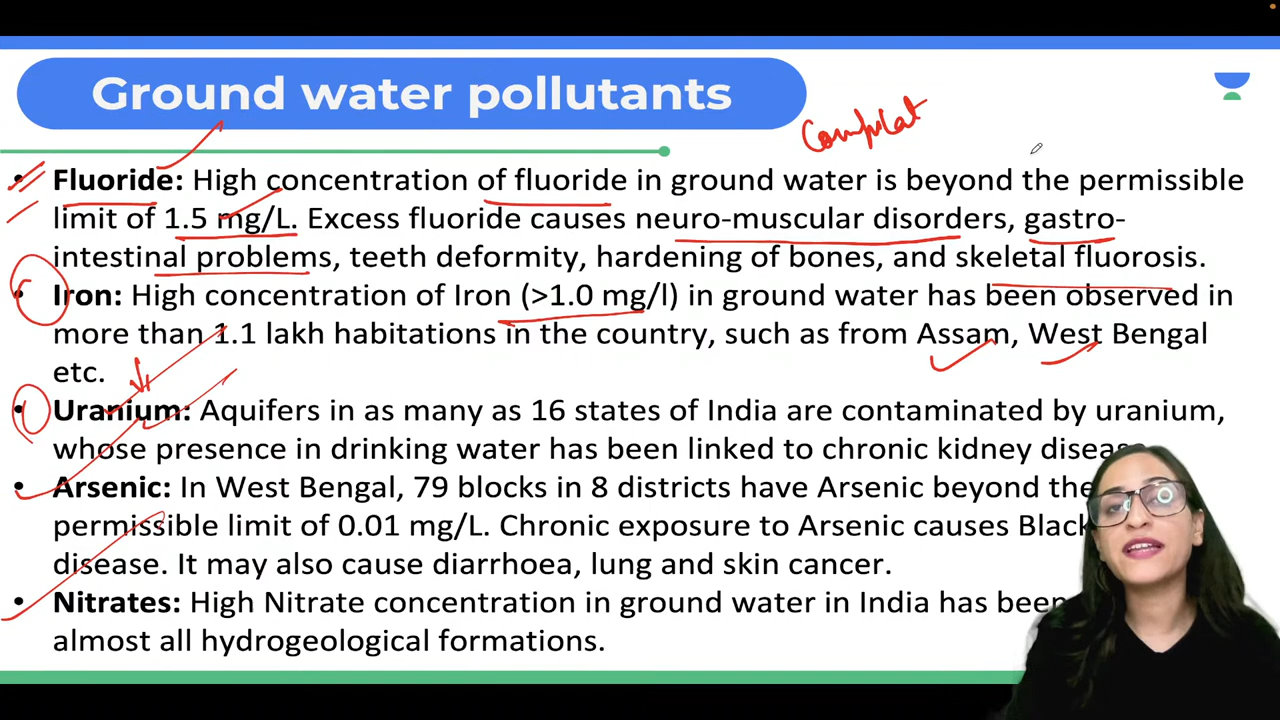 Ground water pollutants
Complat
• Fluoride: High concentration of fluoride in ground water is beyond the permissible
limit of 1.5 mg/L. Excess fluoride causes neuro-muscular disorders, gastro-
intestinal problems, teeth deformity, hardening of bones, and skeletal fluorosis.
• Iron: High concentration of Iron (>1.0 mg/l) in ground water has been observed in
more than 1.1 lakh habitations in the country, such as from Assam, West Bengal
etc.
• Uranium: Aquifers in as many as 16 states of India are contaminated by uranium,
whose presence in drinking water has been linked to chronic kidney disease
• Arsenic: In West Bengal, 79 blocks in 8 districts have Arsenic beyond the
permissible limit of 0.01 mg/L. Chronic exposure to Arsenic causes Black
disease. It may also cause diarrhoea, lung and skin cancer.
• Nitrates: High Nitrate concentration in ground water in India has been
almost all hydrogeological formations.